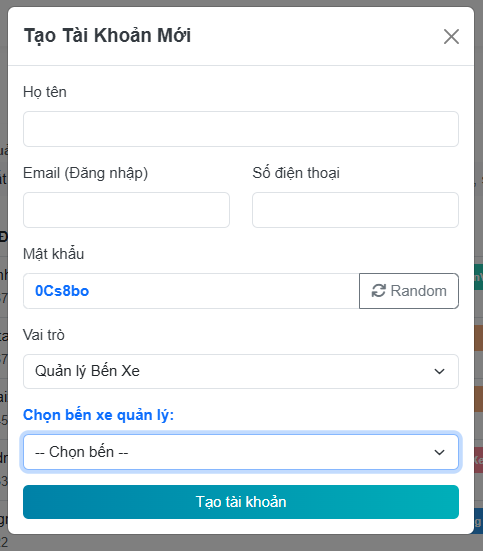 Tạo Tài Khoản Mới
Họ tên
Email (Đăng nhập)
Số điện thoại
Mật khẩu
0Cs8bo
Random
Vai trò
Quản lý Bến Xe
Chọn bến xe quản lý:
-- Chọn bến --
Tạo tài khoản